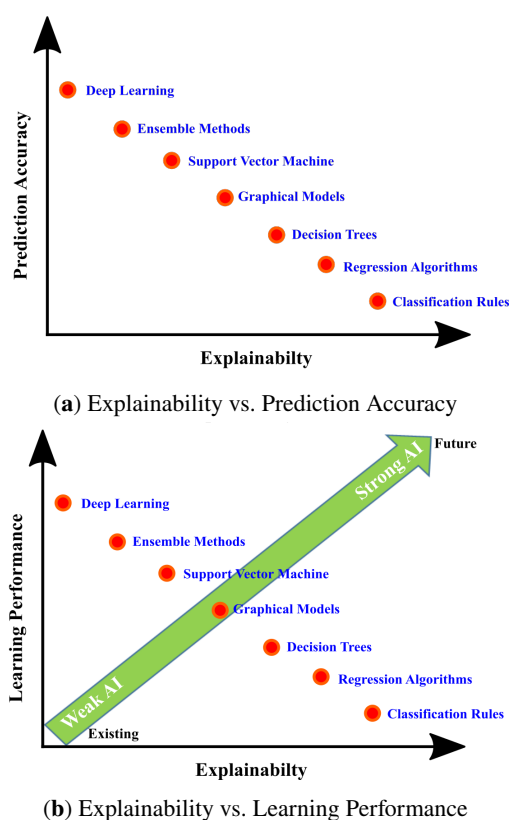 Prediction Accuracy
Deep Learning
Ensemble Methods
Support Vector Machine
Graphical Models
Decision Trees
Regression Algorithms
Classification Rules
Explainabilty
(a) Explainability vs. Prediction Accuracy
Learning Performance
Future
Strong AI
Deep Learning
Ensemble Methods
Support Vector Machine
Graphical Models
Decision Trees
Regression Algorithms
Classification Rules
Weak AI
Existing
Explainabilty
(b) Explainability vs. Learning Performance